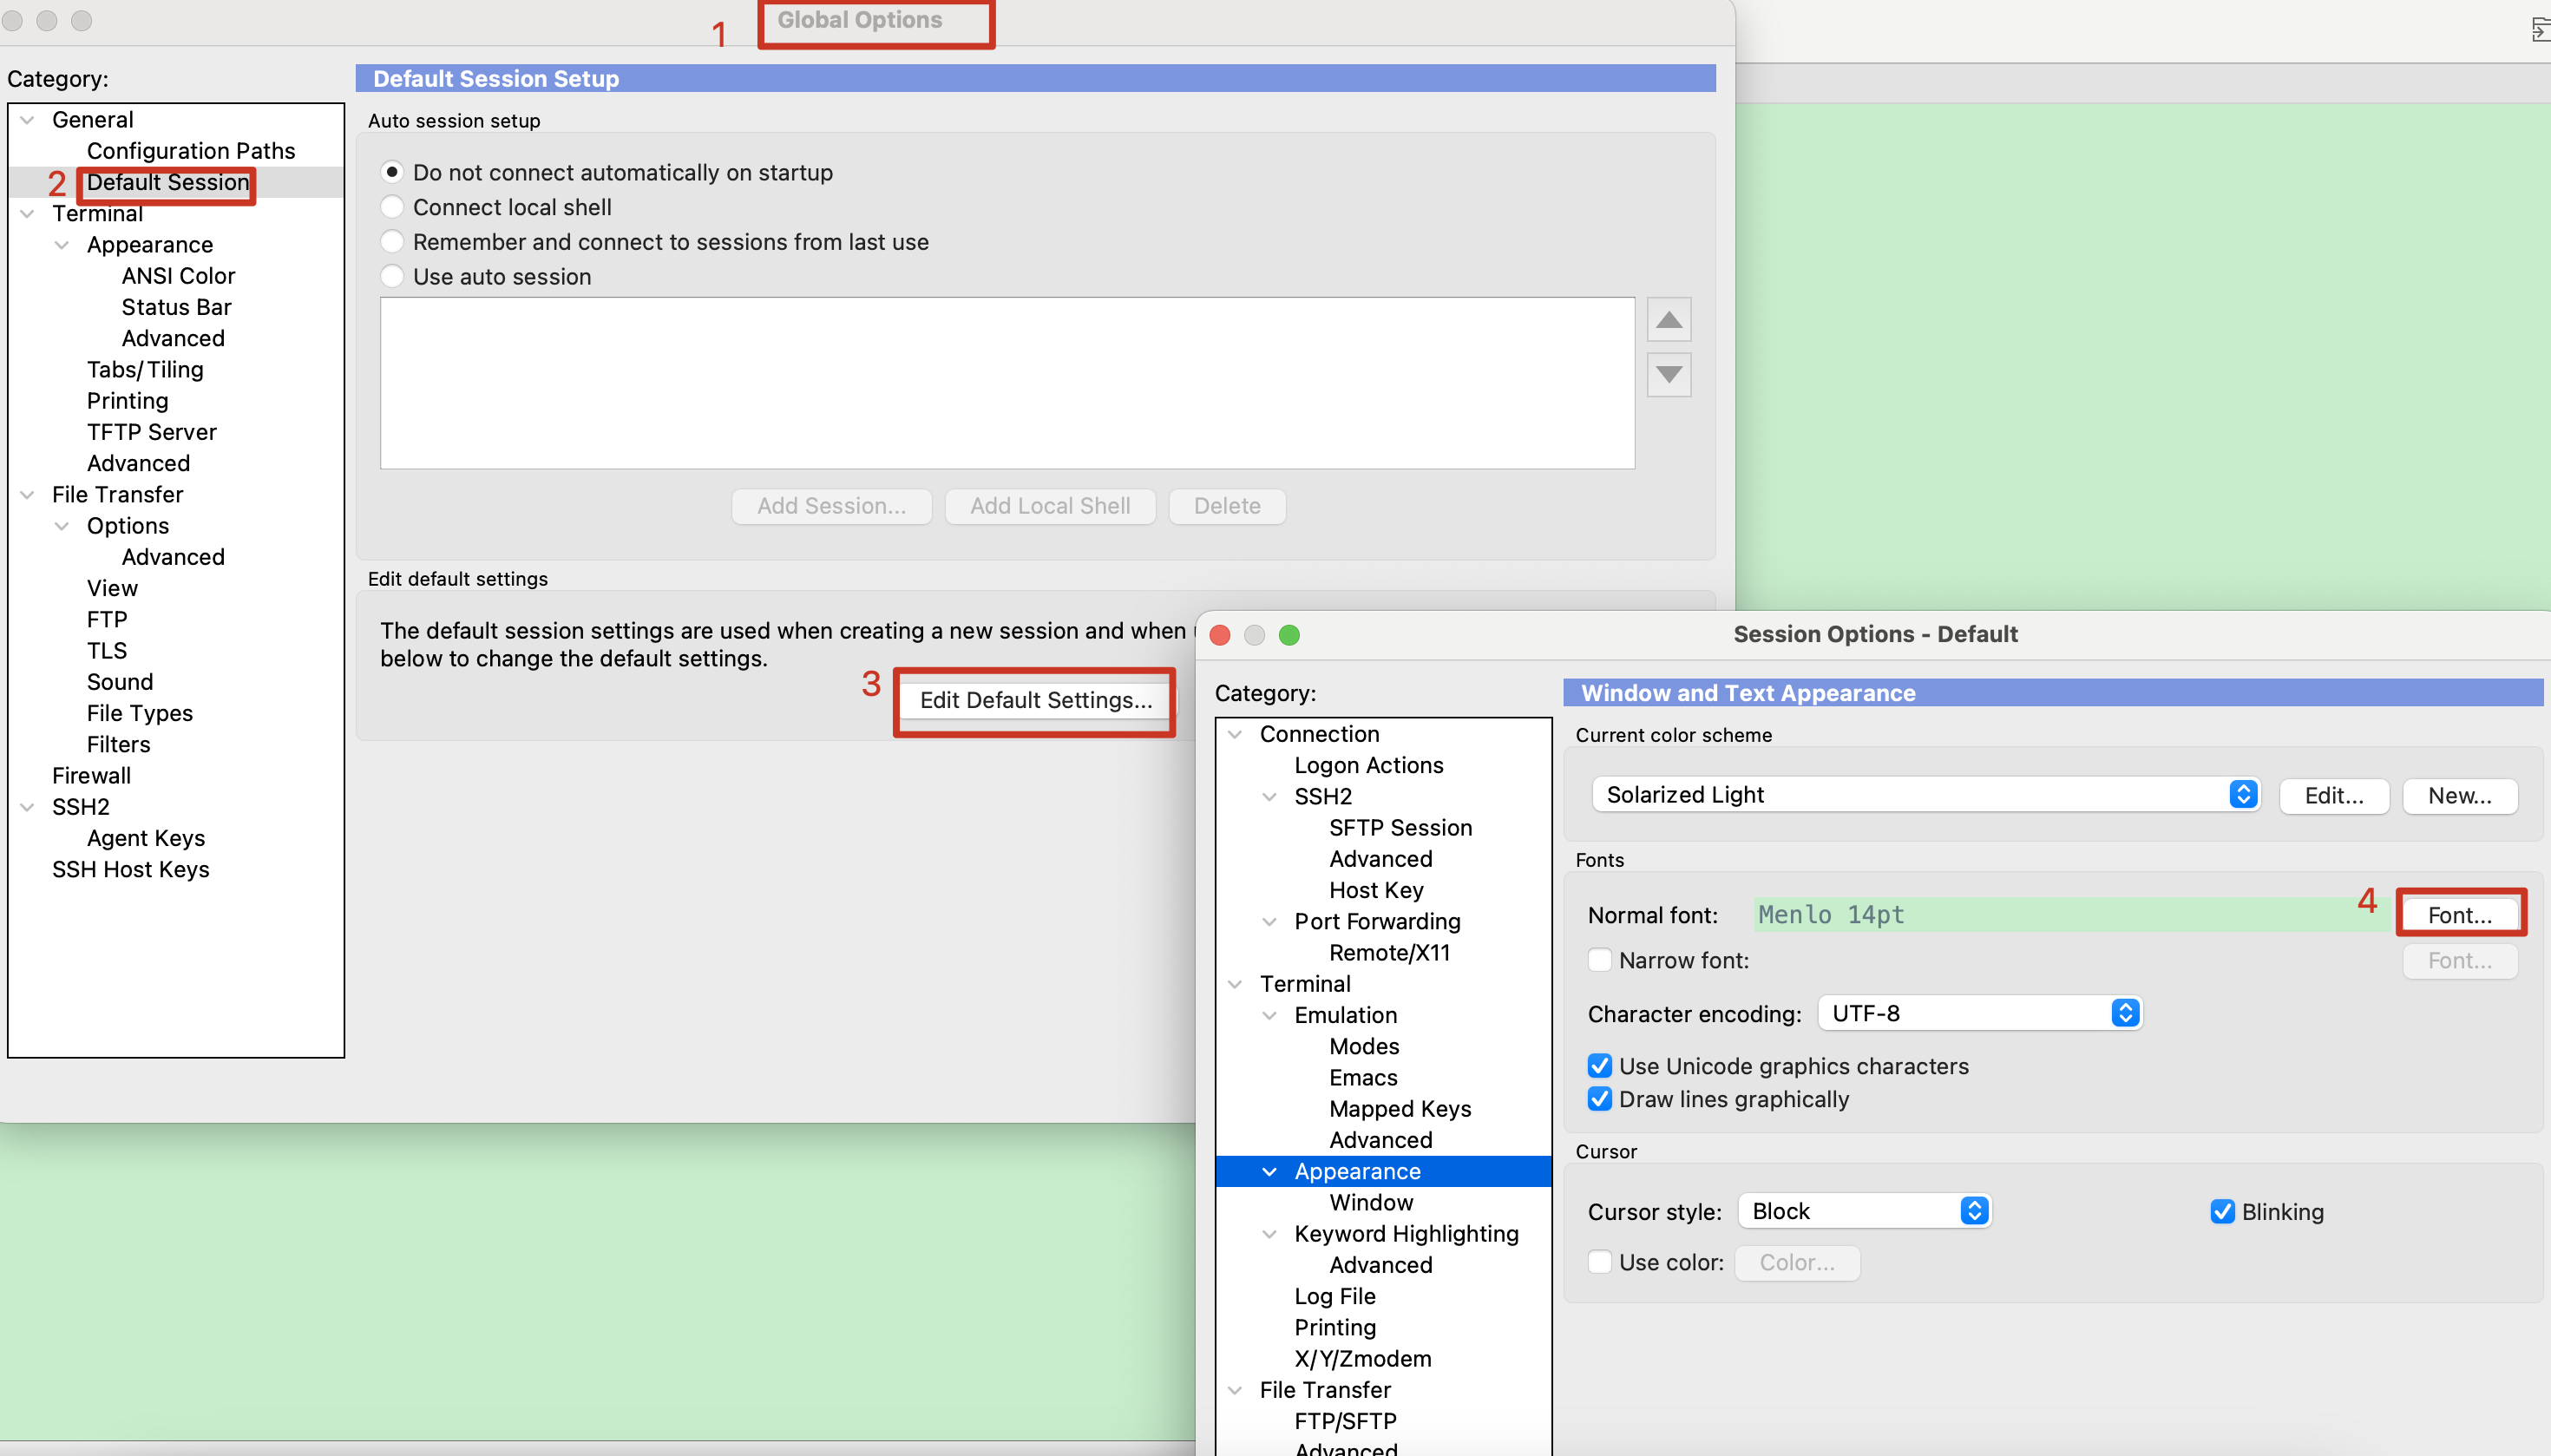 1
Global Options
Category:
General
Configuration Paths
2
Default Session
Terminal
Appearance
ANSI Color
Status Bar
Advanced
Tabs/Tiling
Printing
TFTP Server
Advanced
File Transfer
Options
Advanced
View
FTP
TLS
Sound
File Types
Filters
Firewall
SSH2
Agent Keys
SSH Host Keys
Default Session Setup
Auto session setup
Do not connect automatically on startup
Connect local shell
Remember and connect to sessions from last use
Use auto session
Add Session... Add Local Shell Delete
Edit default settings
The default session settings are used when creating a new session and when
below to change the default settings.
3
Edit Default Settings...
Session Options - Default
Category:
Connection
Logon Actions
SSH2
SFTP Session
Advanced
Host Key
Port Forwarding
Remote/X11
Terminal
Emulation
Modes
Emacs
Mapped Keys
Advanced
Appearance
Window
Keyword Highlighting
Advanced
Log File
Printing
X/Y/Zmodem
File Transfer
FTP/SFTP
Advanced
Window and Text Appearance
Current color scheme
Solarized Light Edit... New...
Fonts
Normal font: Menlo 14pt 4 Font...
Narrow font: Font...
Character encoding: UTF-8
Use Unicode graphics characters
Draw lines graphically
Cursor
Cursor style: Block Blinking
Use color: Color...